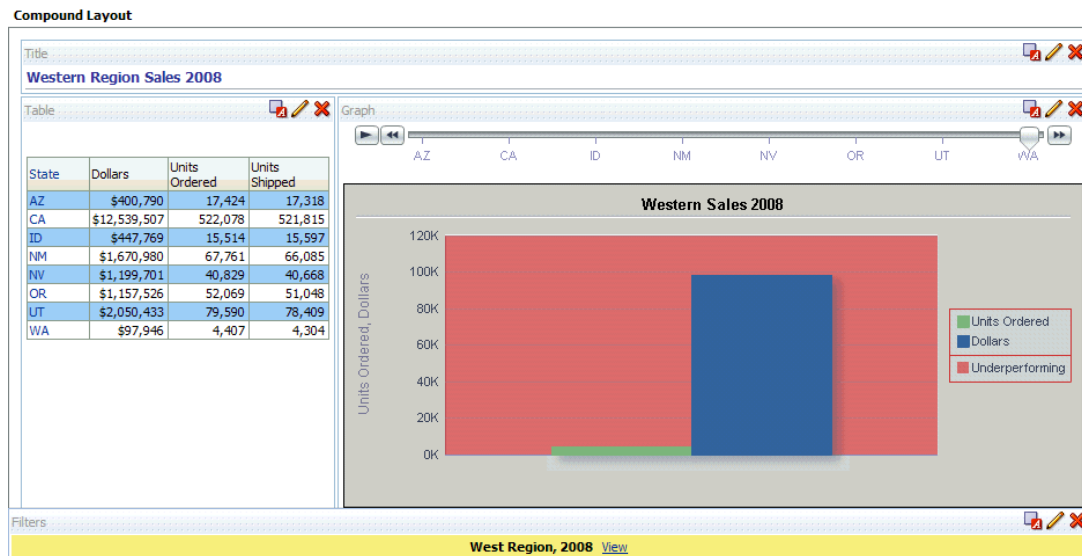 Compound Layout
Title
Western Region Sales 2008
Table
State Dollars Units Ordered Units Shipped
AZ $400,790 17,424 17,318
CA $12,539,507 522,078 521,815
ID $447,769 15,514 15,597
NM $1,670,980 67,761 66,085
NV $1,199,701 40,829 40,668
OR $1,157,526 52,069 51,048
UT $2,050,433 79,590 78,409
WA $97,946 4,407 4,304
Graph
AZ CA ID NM NV OR UT WA
Western Sales 2008
Units Ordered, Dollars
120K
100K
80K
60K
40K
20K
0K
Units Ordered
Dollars
Underperforming
Filters
West Region, 2008 View